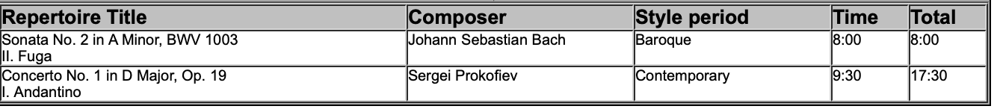 Repertoire Title Composer Style period Time Total
Sonata No. 2 in A Minor, BWV 1003 Johann Sebastian Bach Baroque 8:00 8:00
II. Fuga
Concerto No. 1 in D Major, Op. 19 Sergei Prokofiev Contemporary 9:30 17:30
I. Andantino